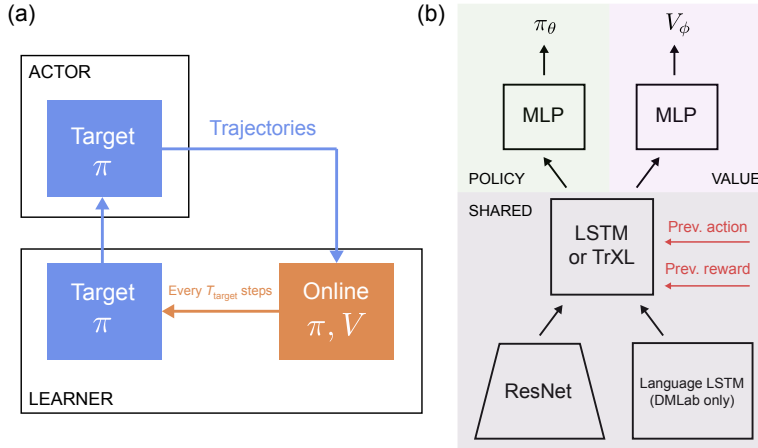 (a)
ACTOR
Target
π
Trajectories
Target
π
Every T_target steps
Online
π, V
LEARNER
(b)
π_θ
V_ϕ
MLP
MLP
POLICY
VALUE
SHARED
LSTM
or TrXL
Prev. action
Prev. reward
ResNet
Language LSTM
(DMLab only)